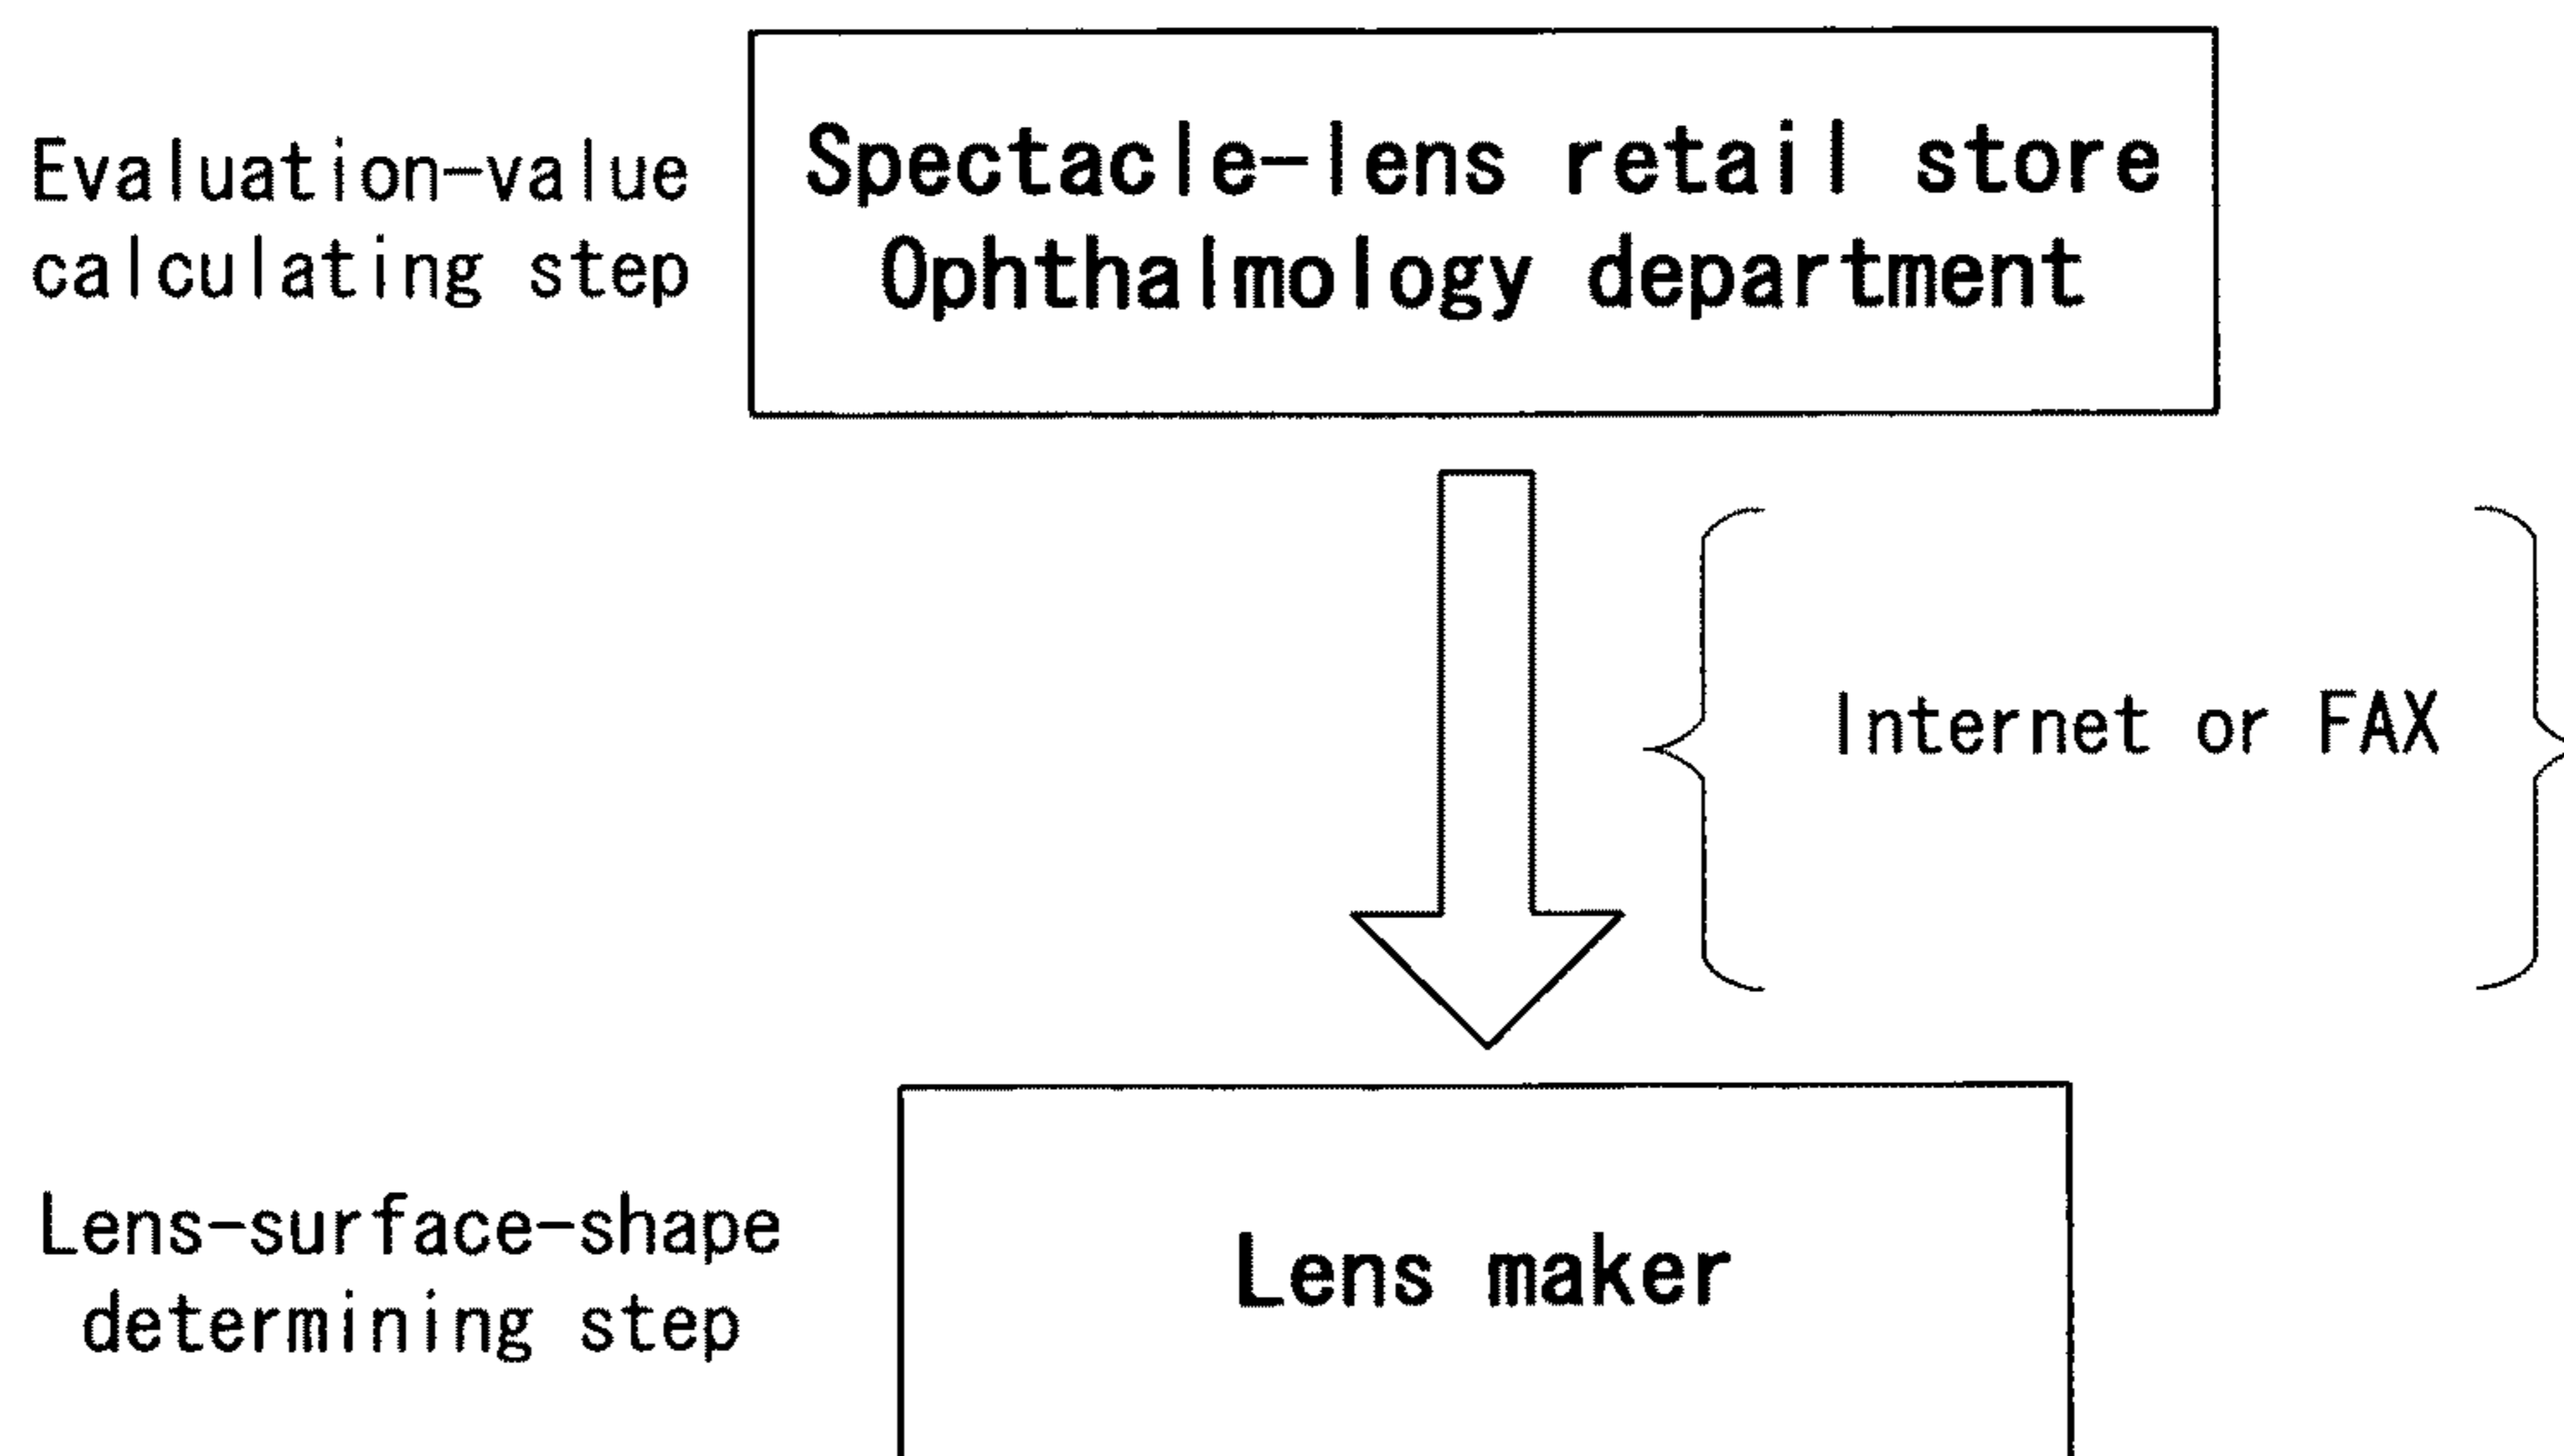 Evaluation-value
calculating step
Spectacle-lens retail store
Ophthalmology department
Internet or FAX
Lens-surface-shape
determining step
Lens maker